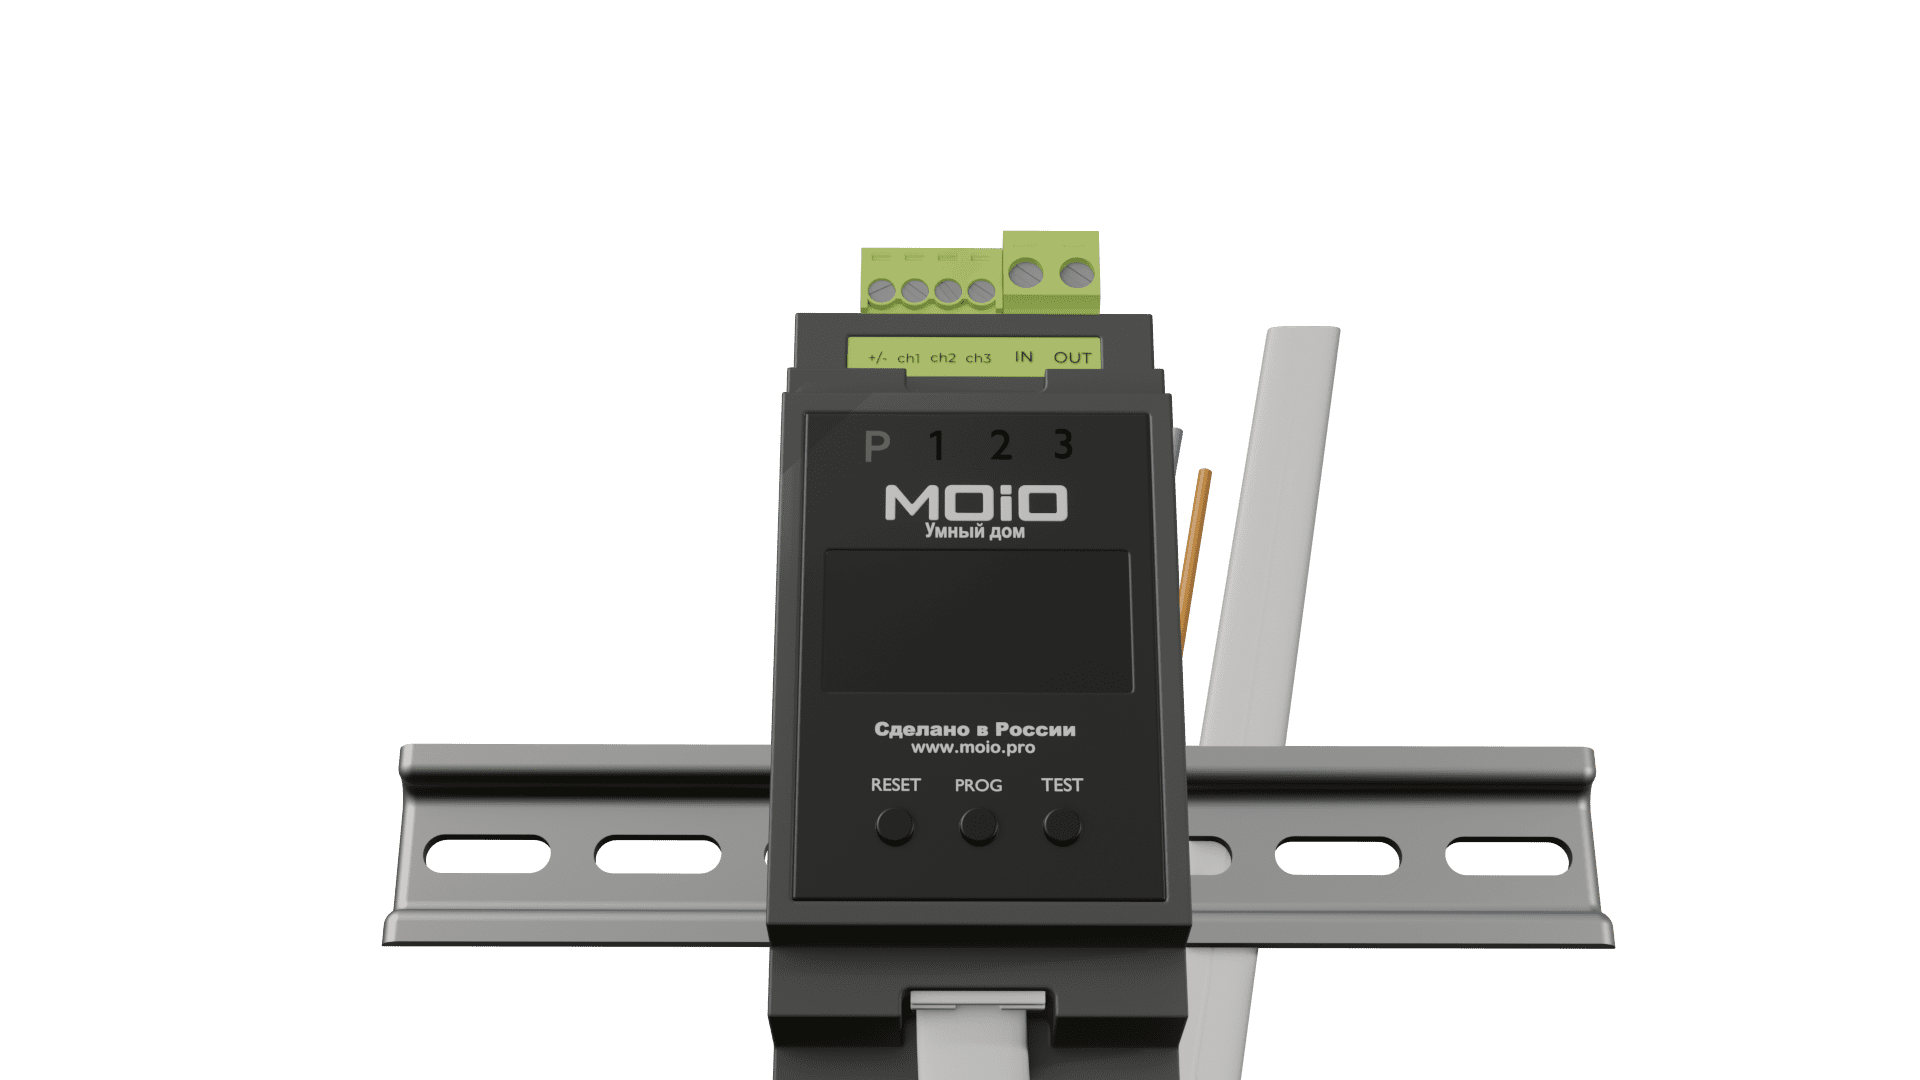 +/- ch1 ch2 ch3 IN OUT
P 1 2 3
MOiO
Умный дом
Сделано в России
www.moio.pro
RESET PROG TEST